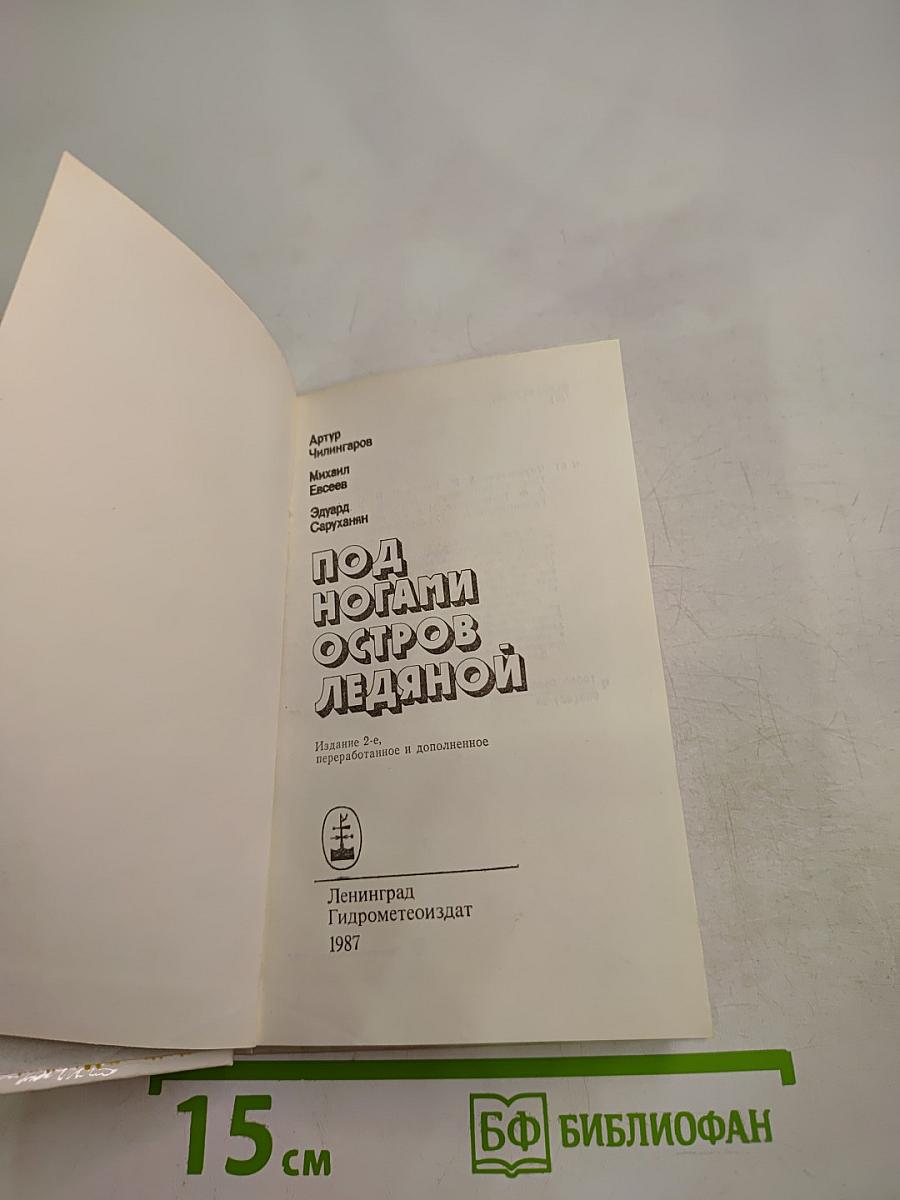 Артур
Чилингаров
Михаил
Евсеев
Эдуард
Саруханян
ПОД
НОГАМИ
ОСТРОВ
ЛЕДЯНОЙ
Издание 2-е,
переработанное и дополненное
Ленинград
Гидрометеоиздат
1987
15 см
БФ БИБЛИОФАН